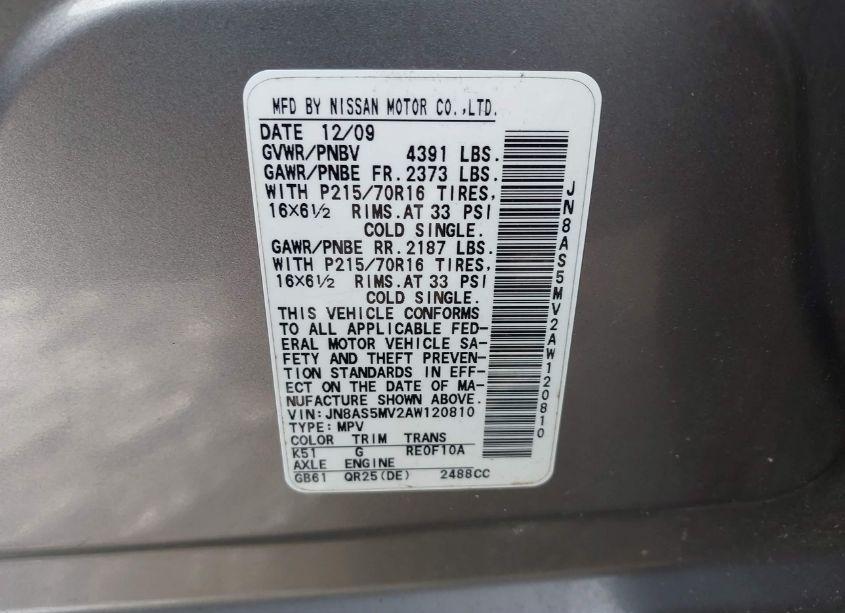 MFD BY NISSAN MOTOR CO.,LTD.
DATE 12/09
GVWR/PNBV 4391 LBS.
GAWR/PNBE FR. 2373 LBS.
WITH P215/70R16 TIRES,
16X6½ RIMS.AT 33 PSI
COLD SINGLE.
GAWR/PNBE RR. 2187 LBS.
WITH P215/70R16 TIRES,
16X6½ RIMS.AT 33 PSI
COLD SINGLE.
THIS VEHICLE CONFORMS
TO ALL APPLICABLE FED-
ERAL MOTOR VEHICLE SA-
FETY AND THEFT PREVEN-
TION STANDARDS IN EFF-
ECT ON THE DATE OF MA-
NUFACTURE SHOWN ABOVE.
VIN:JN8AS5MV2AW120810
TYPE:MPV
COLOR TRIM TRANS
K51 G RE0F10A
AXLE ENGINE
GB61 QR25(DE) 2488CC
JN8AS5MV2AW120810